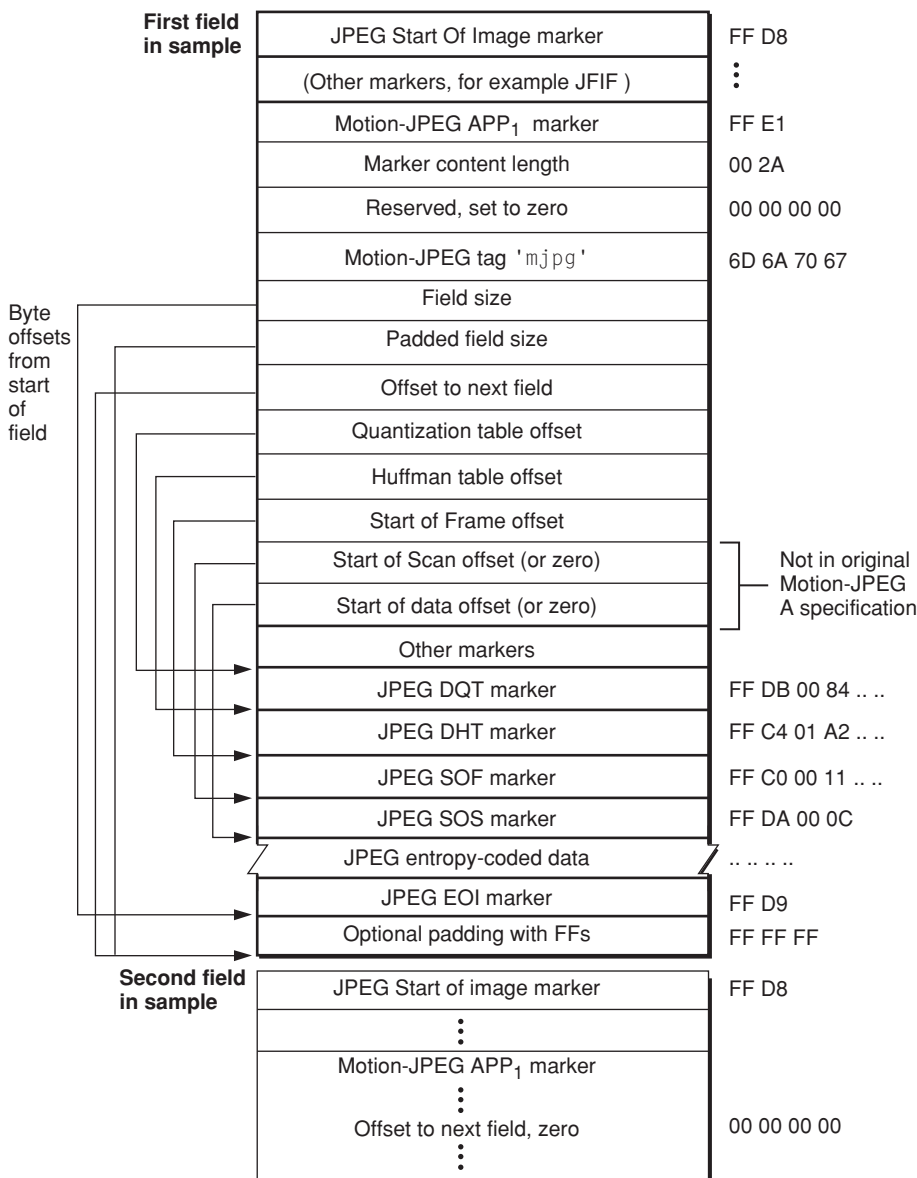 First field
in sample
JPEG Start Of Image marker
FF D8
(Other markers, for example JFIF )
Motion-JPEG APP1 marker
FF E1
Marker content length
00 2A
Reserved, set to zero
00 00 00 00
Motion-JPEG tag 'mjpg'
6D 6A 70 67
Byte
offsets
from
start
of
field
Field size
Padded field size
Offset to next field
Quantization table offset
Huffman table offset
Start of Frame offset
Start of Scan offset (or zero)
Start of data offset (or zero)
Not in original
Motion-JPEG
A specification
Other markers
JPEG DQT marker
FF DB 00 84 .. ..
JPEG DHT marker
FF C4 01 A2 .. ..
JPEG SOF marker
FF C0 00 11 .. ..
JPEG SOS marker
FF DA 00 0C
JPEG entropy-coded data
.. .. .. ..
JPEG EOI marker
FF D9
Optional padding with FFs
FF FF FF
Second field
in sample
JPEG Start of image marker
FF D8
Motion-JPEG APP1 marker
Offset to next field, zero
00 00 00 00